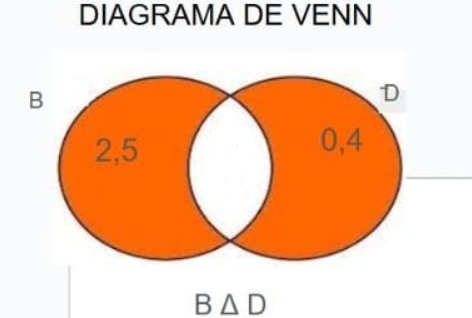 DIAGRAMA DE VENN
B D
2,5 0,4
B Δ D